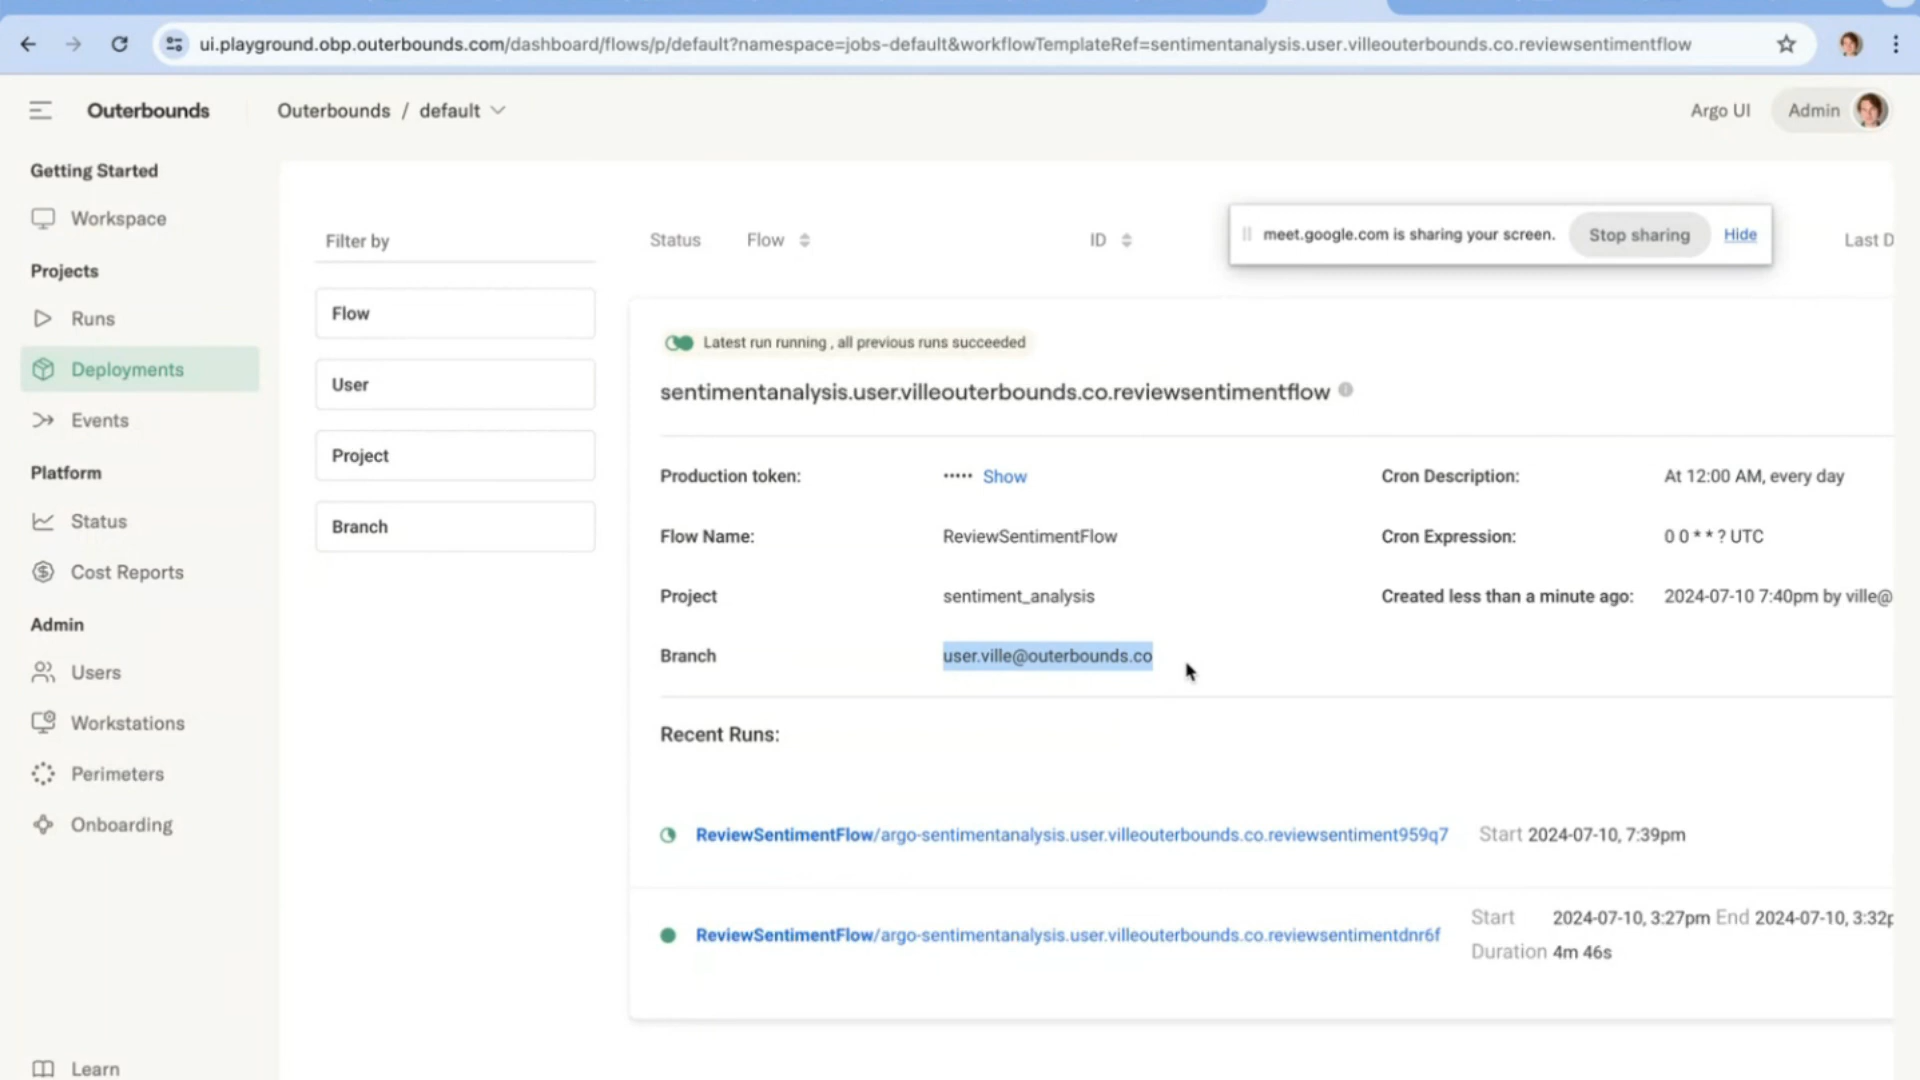 ui.playground.obp.outerbounds.com/dashboard/flows/p/default?namespace=jobs-default&workflowTemplateRef=sentimentanalysis.user.villeouterbounds.co.reviewsentimentflow
Outerbounds
Outerbounds / default
Argo UI
Admin
Getting Started
Workspace
Projects
Runs
Deployments
Events
Platform
Status
Cost Reports
Admin
Users
Workstations
Perimeters
Onboarding
Learn
Filter by
Flow
User
Project
Branch
Status Flow ID Last D
meet.google.com is sharing your screen. Stop sharing Hide
Latest run running , all previous runs succeeded
sentimentanalysis.user.villeouterbounds.co.reviewsentimentflow
Production token: ····· Show
Cron Description: At 12:00 AM, every day
Flow Name: ReviewSentimentFlow
Cron Expression: 0 0 * * ? UTC
Project sentiment_analysis
Created less than a minute ago: 2024-07-10 7:40pm by ville@
Branch user.ville@outerbounds.co
Recent Runs:
ReviewSentimentFlow/argo-sentimentanalysis.user.villeouterbounds.co.reviewsentiment959q7 Start 2024-07-10, 7:39pm
ReviewSentimentFlow/argo-sentimentanalysis.user.villeouterbounds.co.reviewsentimentdnr6f Start 2024-07-10, 3:27pm End 2024-07-10, 3:32p
Duration 4m 46s